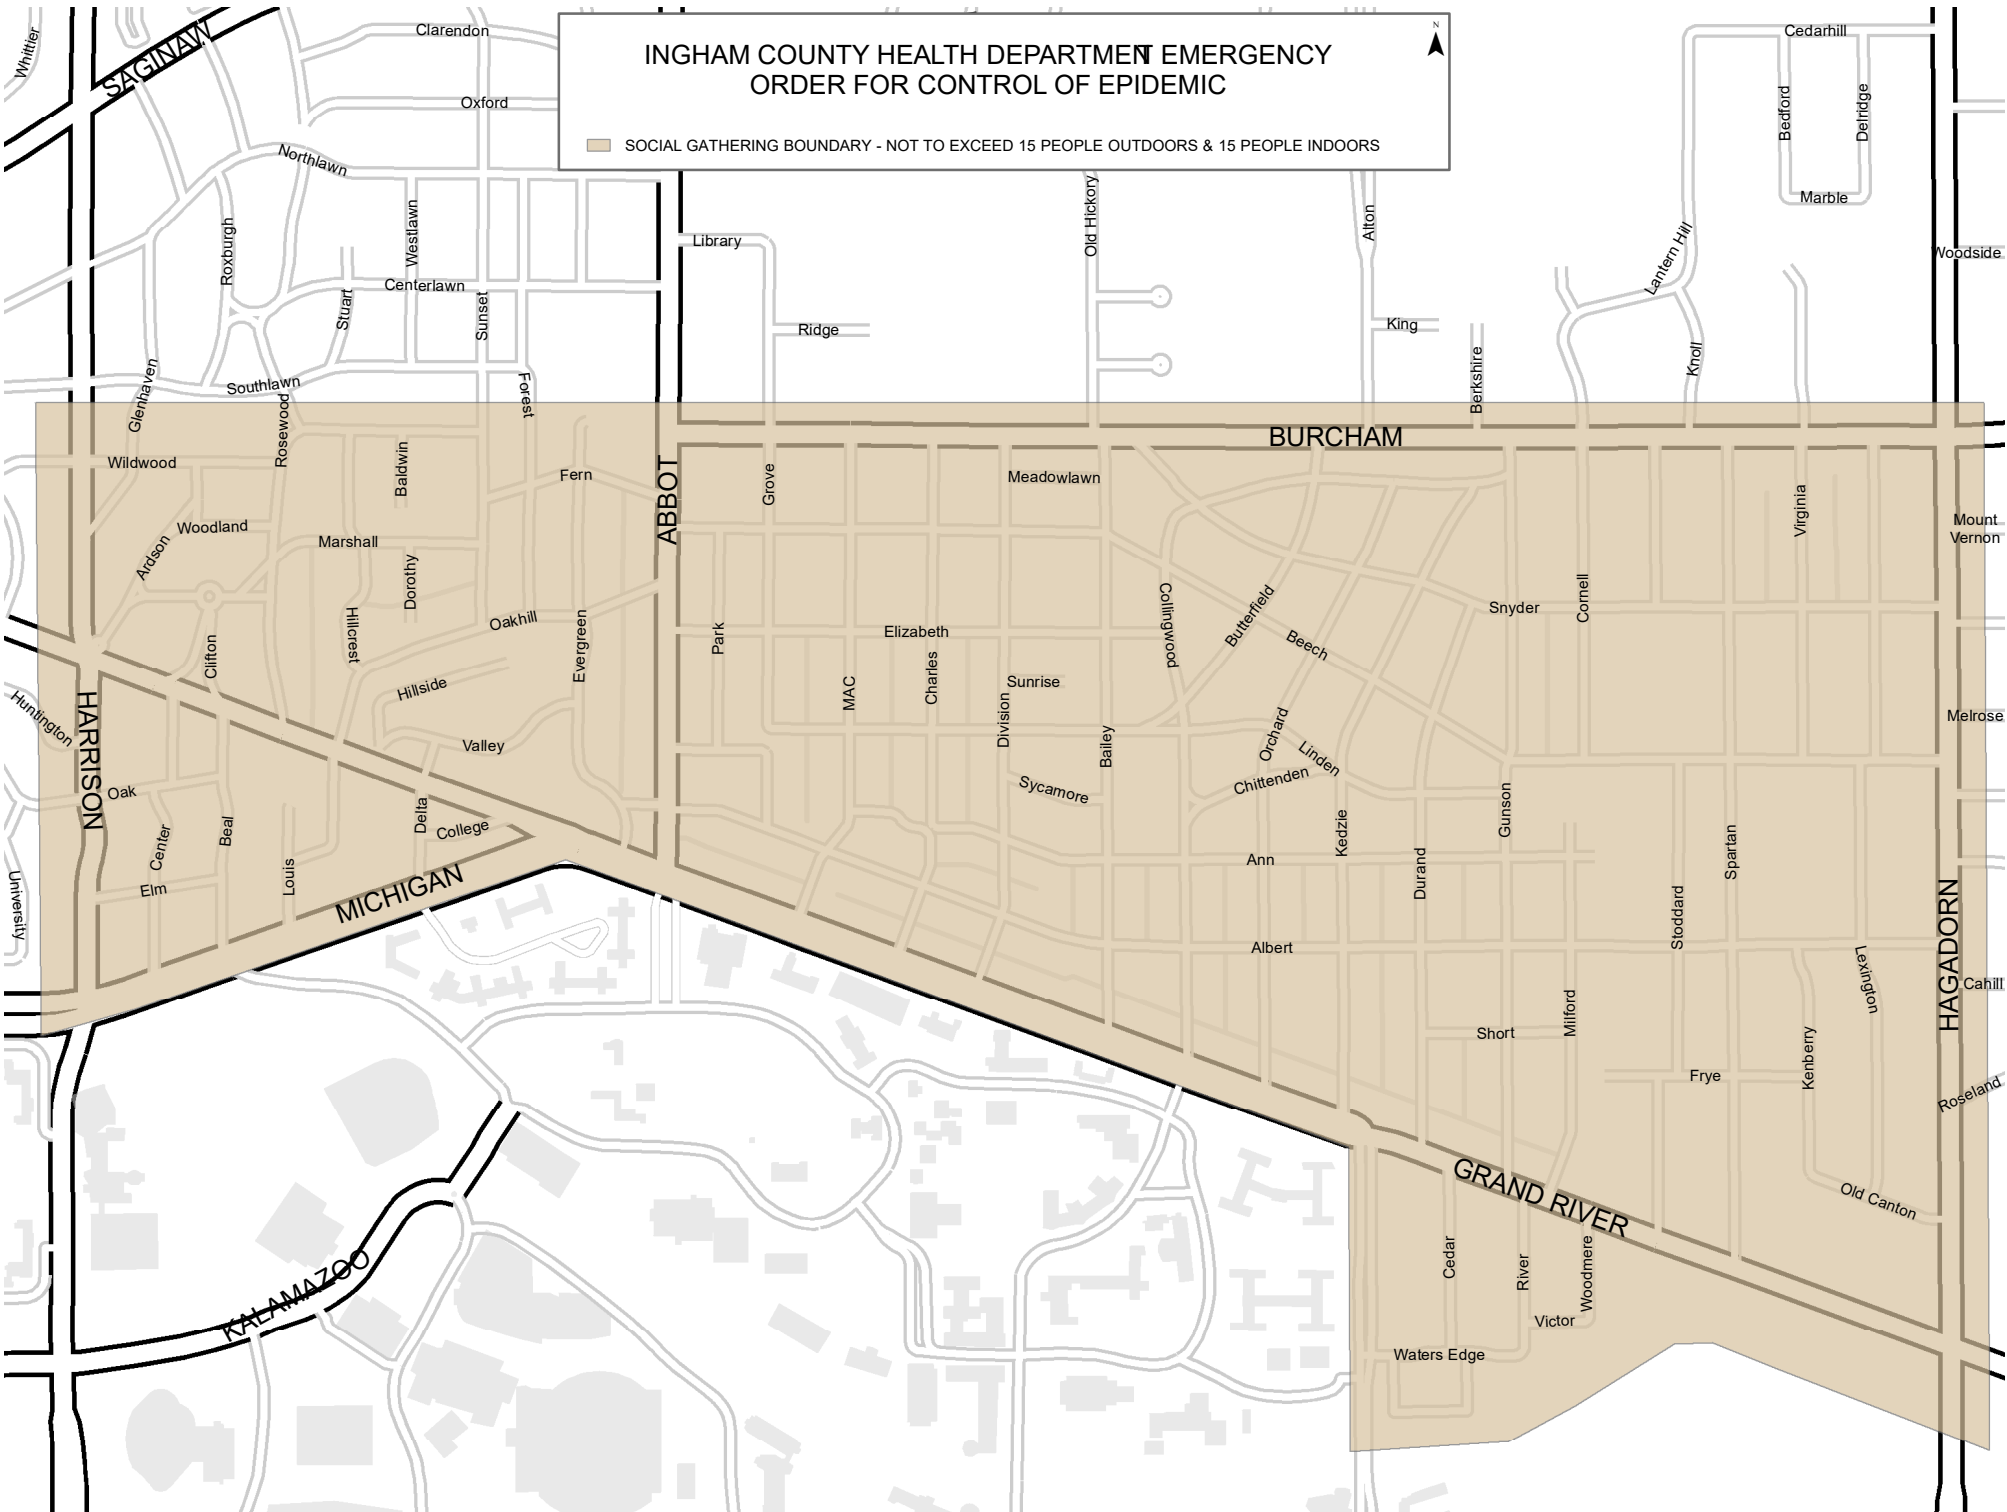 Whittier
SAGINAW
Clarendon
z
INGHAM COUNTY HEALTH DEPARTMENT EMERGENCY
ORDER FOR CONTROL OF EPIDEMIC
SOCIAL GATHERING BOUNDARY - NOT TO EXCEED 15 PEOPLE OUTDOORS & 15 PEOPLE INDOORS
Cedarhill
Oxford
Bedford
Delridge
Northlawn
Marble
Roxburgh
Westlawn
Library
Old Hickory
Alton
Lantern Hill
Woodside
Centerlawn
Stuart
Sunset
Ridge
King
Glenhaven
Southlawn
Forest
Berkshire
Knoll
Rosewood
BURCHAM
Wildwood
Baldwin
Fern
ABBOT
Grove
Meadowlawn
Virginia
Woodland
Ardson
Marshall
Dorothy
Mount
Vernon
Hillcrest
Oakhill
Evergreen
Clifton
Park
Elizabeth
Collingwood
Butterfield
Beech
Snyder
Cornell
Hillside
MAC
Charles
Sunrise
Division
Huntington
HARRISON
Valley
Bailey
Orchard
Linden
Melrose
Oak
Sycamore
Chittenden
Center
Beal
Delta
College
Kedzie
Gunson
Spartan
Elm
Louis
MICHIGAN
Ann
Durand
University
Stoddard
HAGADORN
Albert
Lexington
Cahill
Milford
Short
Frye
Kenberry
Roseland
GRAND RIVER
Old Canton
Cedar
River
Woodmere
KALAMAZOO
Victor
Waters Edge